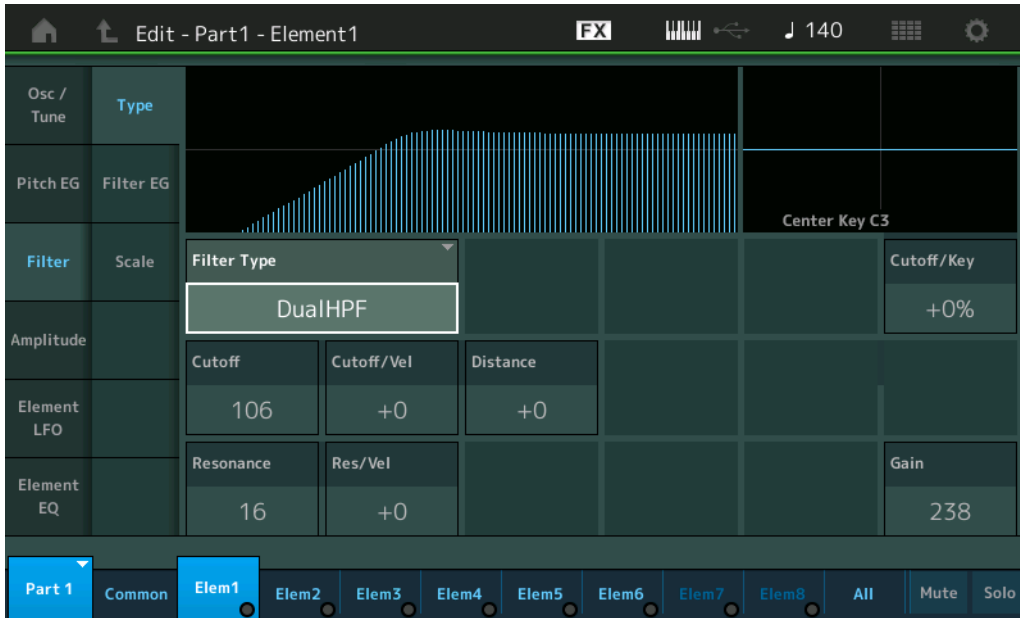 Edit - Part1 - Element1
FX
140
Osc /
Tune
Type
Pitch EG
Filter EG
Center Key C3
Filter
Scale
Filter Type
DualHPF
Cutoff/Key
+0%
Amplitude
Cutoff
Cutoff/Vel
Distance
106
+0
+0
Element
LFO
Resonance
Res/Vel
Gain
16
+0
238
Element
EQ
Part 1
Common
Elem1
Elem2
Elem3
Elem4
Elem5
Elem6
Elem7
Elem8
All
Mute
Solo